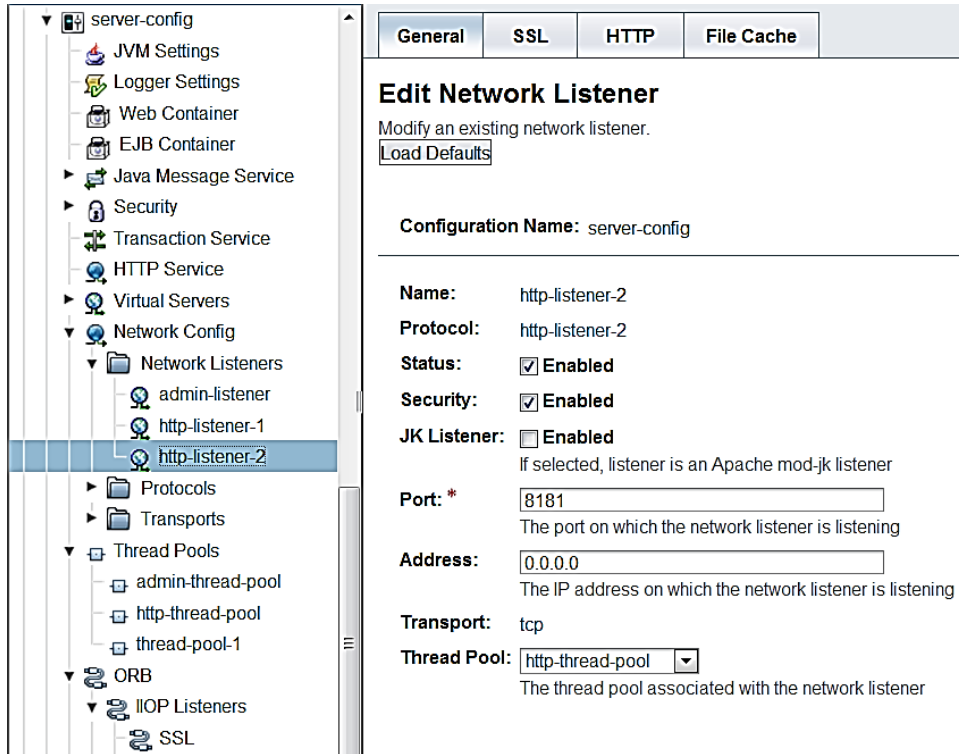 server-config
JVM Settings
Logger Settings
Web Container
EJB Container
Java Message Service
Security
Transaction Service
HTTP Service
Virtual Servers
Network Config
Network Listeners
admin-listener
http-listener-1
http-listener-2
Protocols
Transports
Thread Pools
admin-thread-pool
http-thread-pool
thread-pool-1
ORB
IIOP Listeners
SSL
General SSL HTTP File Cache
Edit Network Listener
Modify an existing network listener.
Load Defaults
Configuration Name: server-config
Name: http-listener-2
Protocol: http-listener-2
Status: Enabled
Security: Enabled
JK Listener: Enabled
If selected, listener is an Apache mod-jk listener
Port: * 8181
The port on which the network listener is listening
Address: 0.0.0.0
The IP address on which the network listener is listening
Transport: tcp
Thread Pool: http-thread-pool
The thread pool associated with the network listener